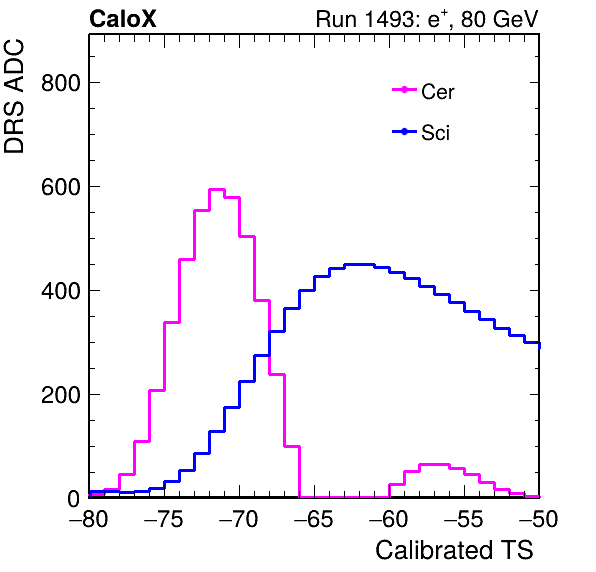 CaloX Run 1493: e⁺, 80 GeV
DRS ADC
800
600
400
200
0
Cer
Sci
−80 −75 −70 −65 −60 −55 −50
Calibrated TS